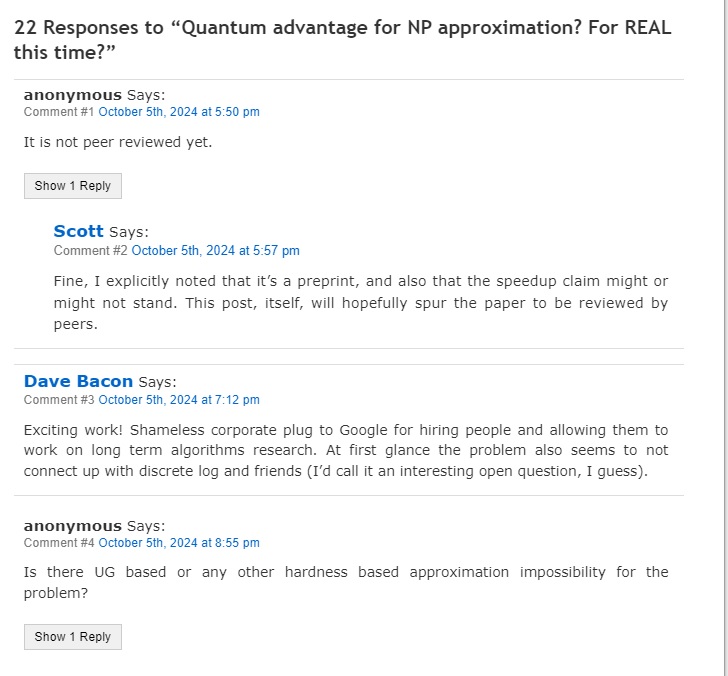 22 Responses to “Quantum advantage for NP approximation? For REAL
this time?”
anonymous Says:
Comment #1 October 5th, 2024 at 5:50 pm
It is not peer reviewed yet.
Show 1 Reply
Scott Says:
Comment #2 October 5th, 2024 at 5:57 pm
Fine, I explicitly noted that it’s a preprint, and also that the speedup claim might or
might not stand. This post, itself, will hopefully spur the paper to be reviewed by
peers.
Dave Bacon Says:
Comment #3 October 5th, 2024 at 7:12 pm
Exciting work! Shameless corporate plug to Google for hiring people and allowing them to
work on long term algorithms research. At first glance the problem also seems to not
connect up with discrete log and friends (I’d call it an interesting open question, I guess).
anonymous Says:
Comment #4 October 5th, 2024 at 8:55 pm
Is there UG based or any other hardness based approximation impossibility for the
problem?
Show 1 Reply